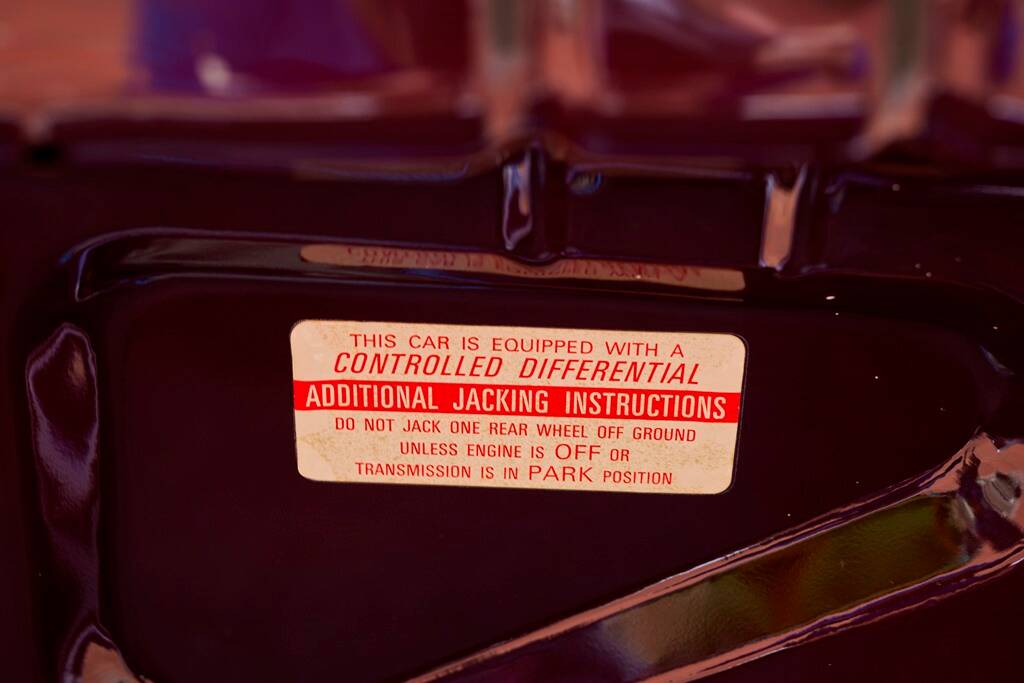 THIS CAR IS EQUIPPED WITH A
CONTROLLED DIFFERENTIAL
ADDITIONAL JACKING INSTRUCTIONS
DO NOT JACK ONE REAR WHEEL OFF GROUND
UNLESS ENGINE IS OFF OR
TRANSMISSION IS IN PARK POSITION